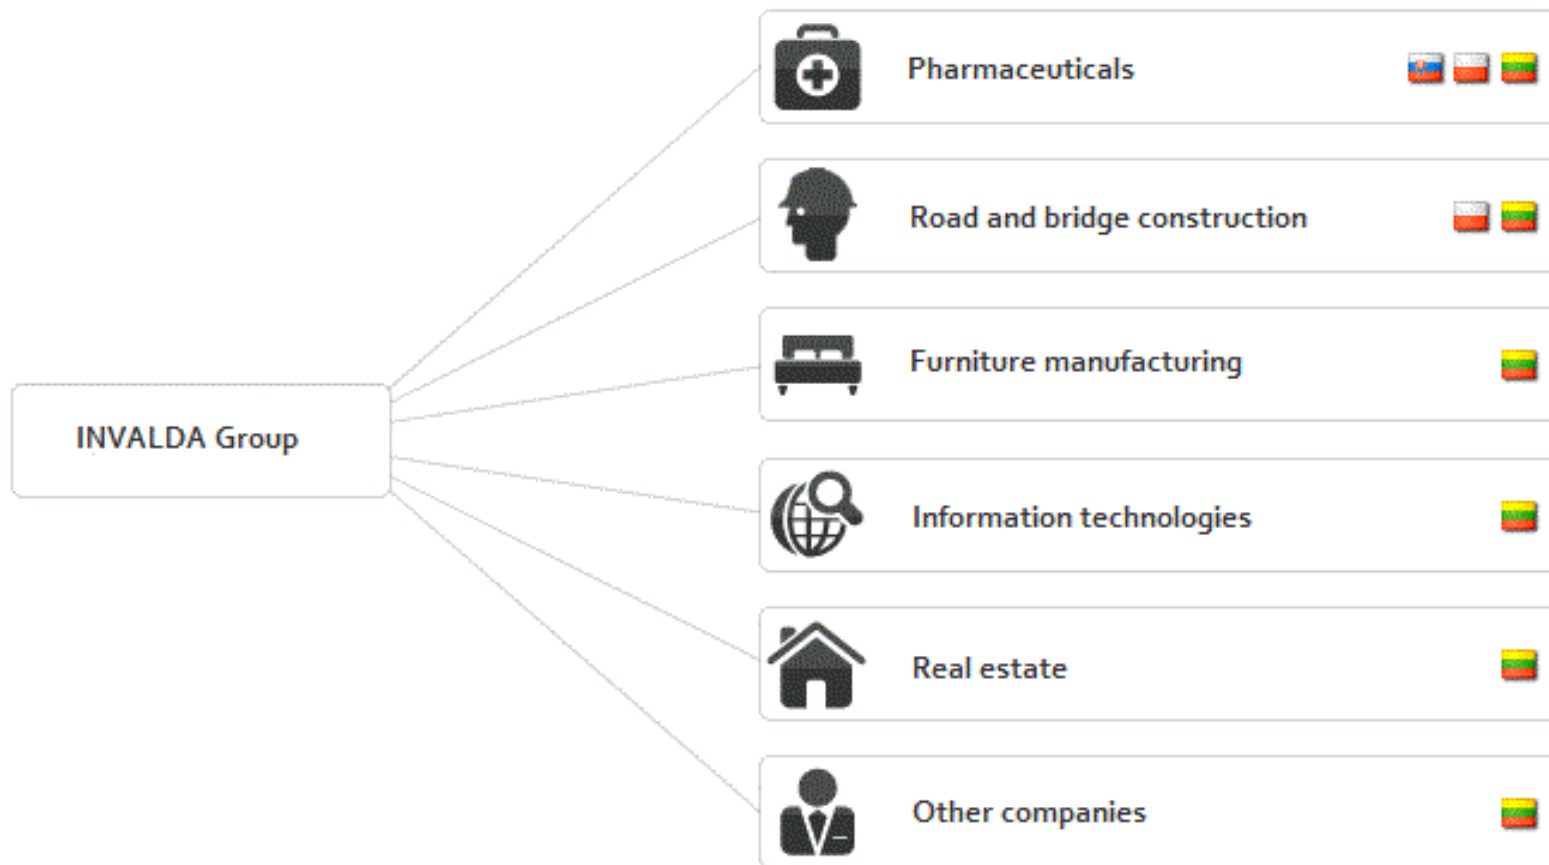 Pharmaceuticals
Road and bridge construction
Furniture manufacturing
INVALDA Group
Information technologies
Real estate
Other companies